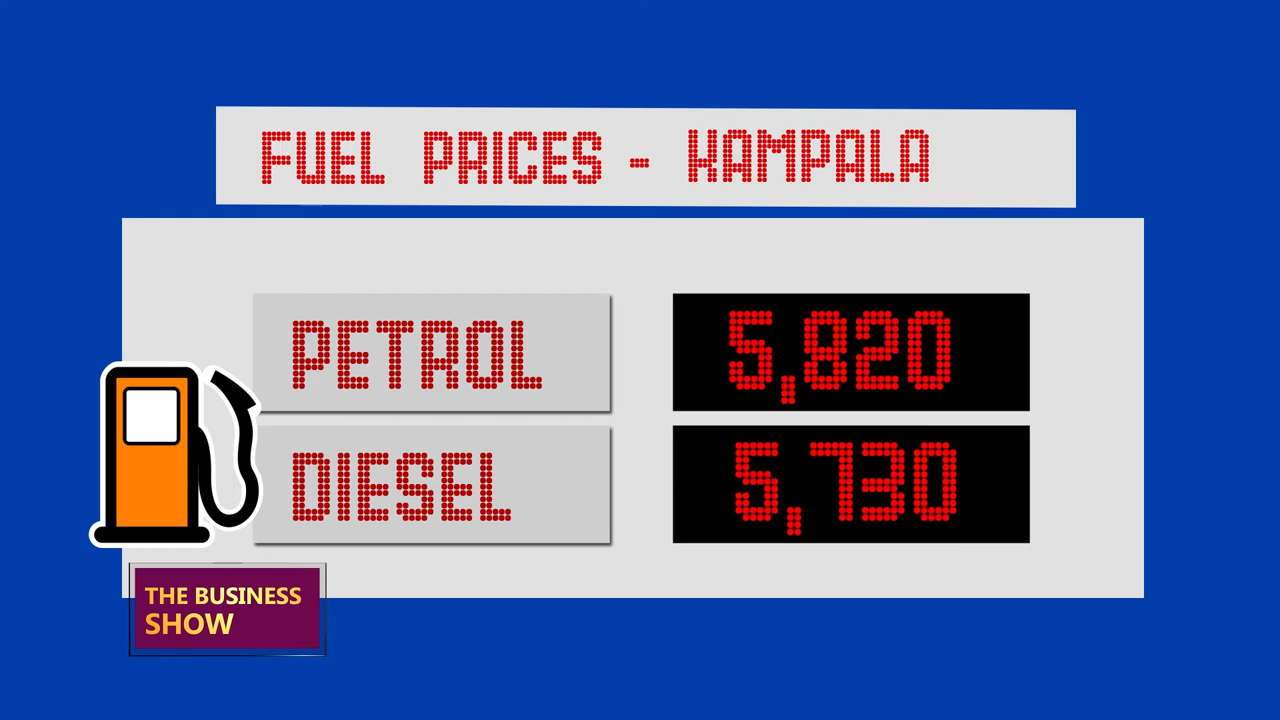 FUEL PRICES - KAMPALA
PETROL 5,820
DIESEL 5,730
THE BUSINESS
SHOW